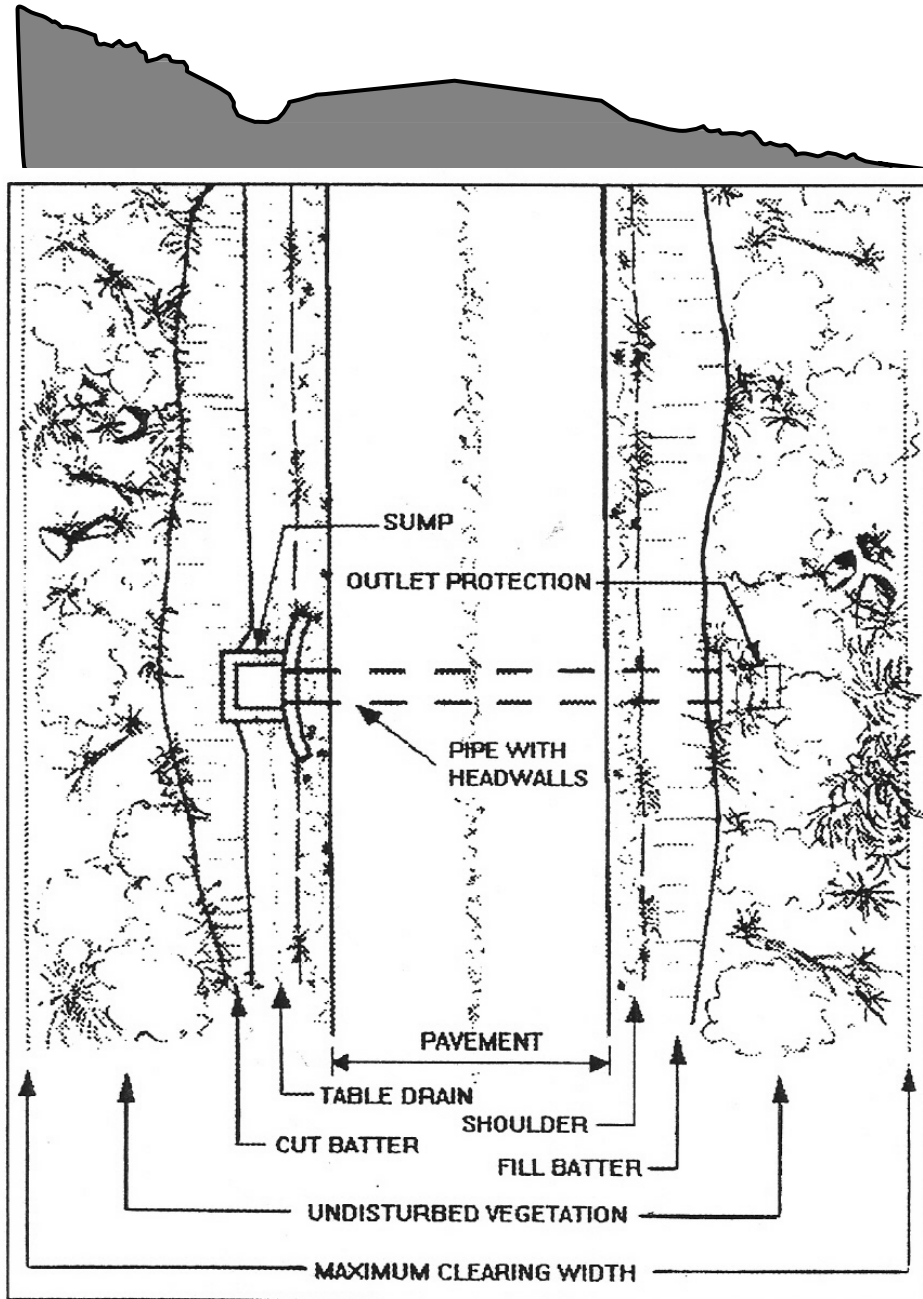 SUMP
OUTLET PROTECTION
PIPE WITH
HEADWALLS
PAVEMENT
TABLE DRAIN
SHOULDER
CUT BATTER
FILL BATTER
UNDISTURBED VEGETATION
MAXIMUM CLEARING WIDTH